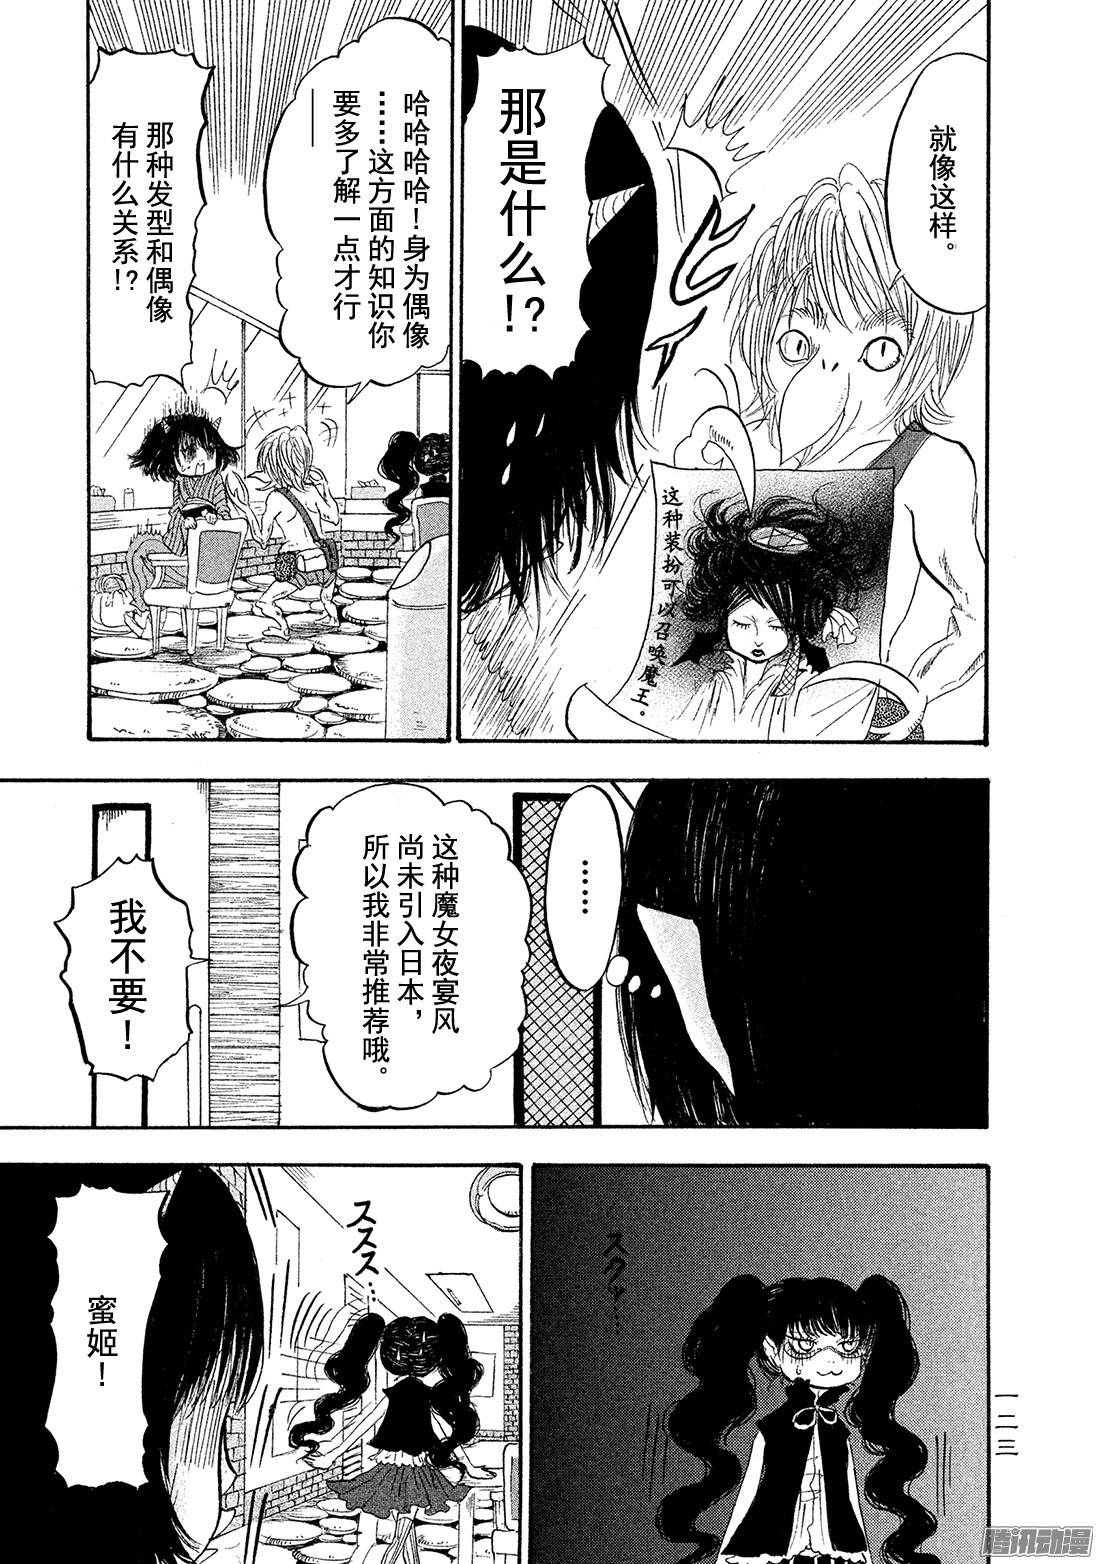 就像这样。
这种装扮可以召唤魔王。
ビシィ
那是什么!?
哈哈哈哈！身为偶像
……这方面的知识你
要多了解一点才行
——
那种发型和偶像
有什么关系!?
……
这种魔女夜宴风
尚未引入日本，
所以我非常推荐哦。
我不要！
スクッ…
ススス…
蜜姬！
一二三
腾讯动漫